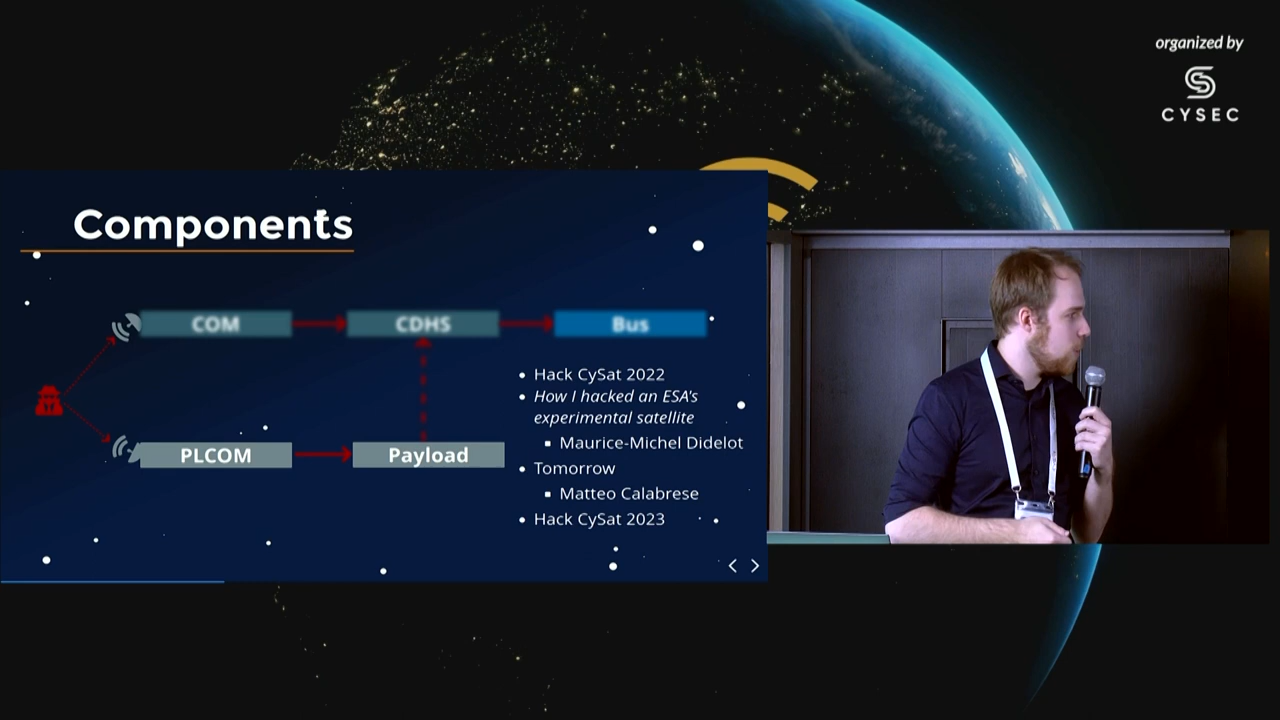 organized by
CYSEC
Components
COM
CDHS
Bus
Hack CySat 2022
How I hacked an ESA's
experimental satellite
Maurice-Michel Didelot
PLCOM
Payload
Tomorrow
Matteo Calabrese
Hack CySat 2023